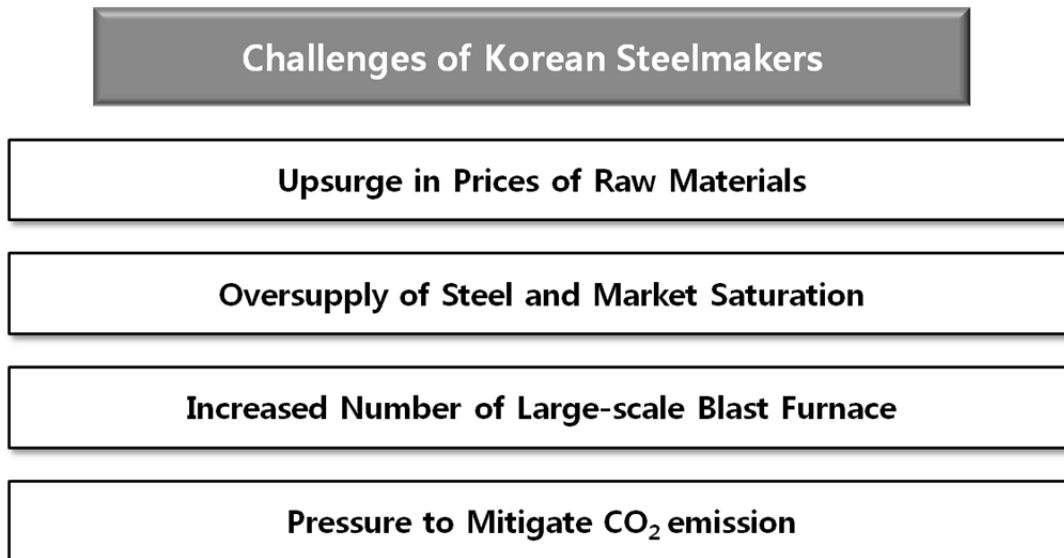 Challenges of Korean Steelmakers
Upsurge in Prices of Raw Materials
Oversupply of Steel and Market Saturation
Increased Number of Large-scale Blast Furnace
Pressure to Mitigate CO₂ emission